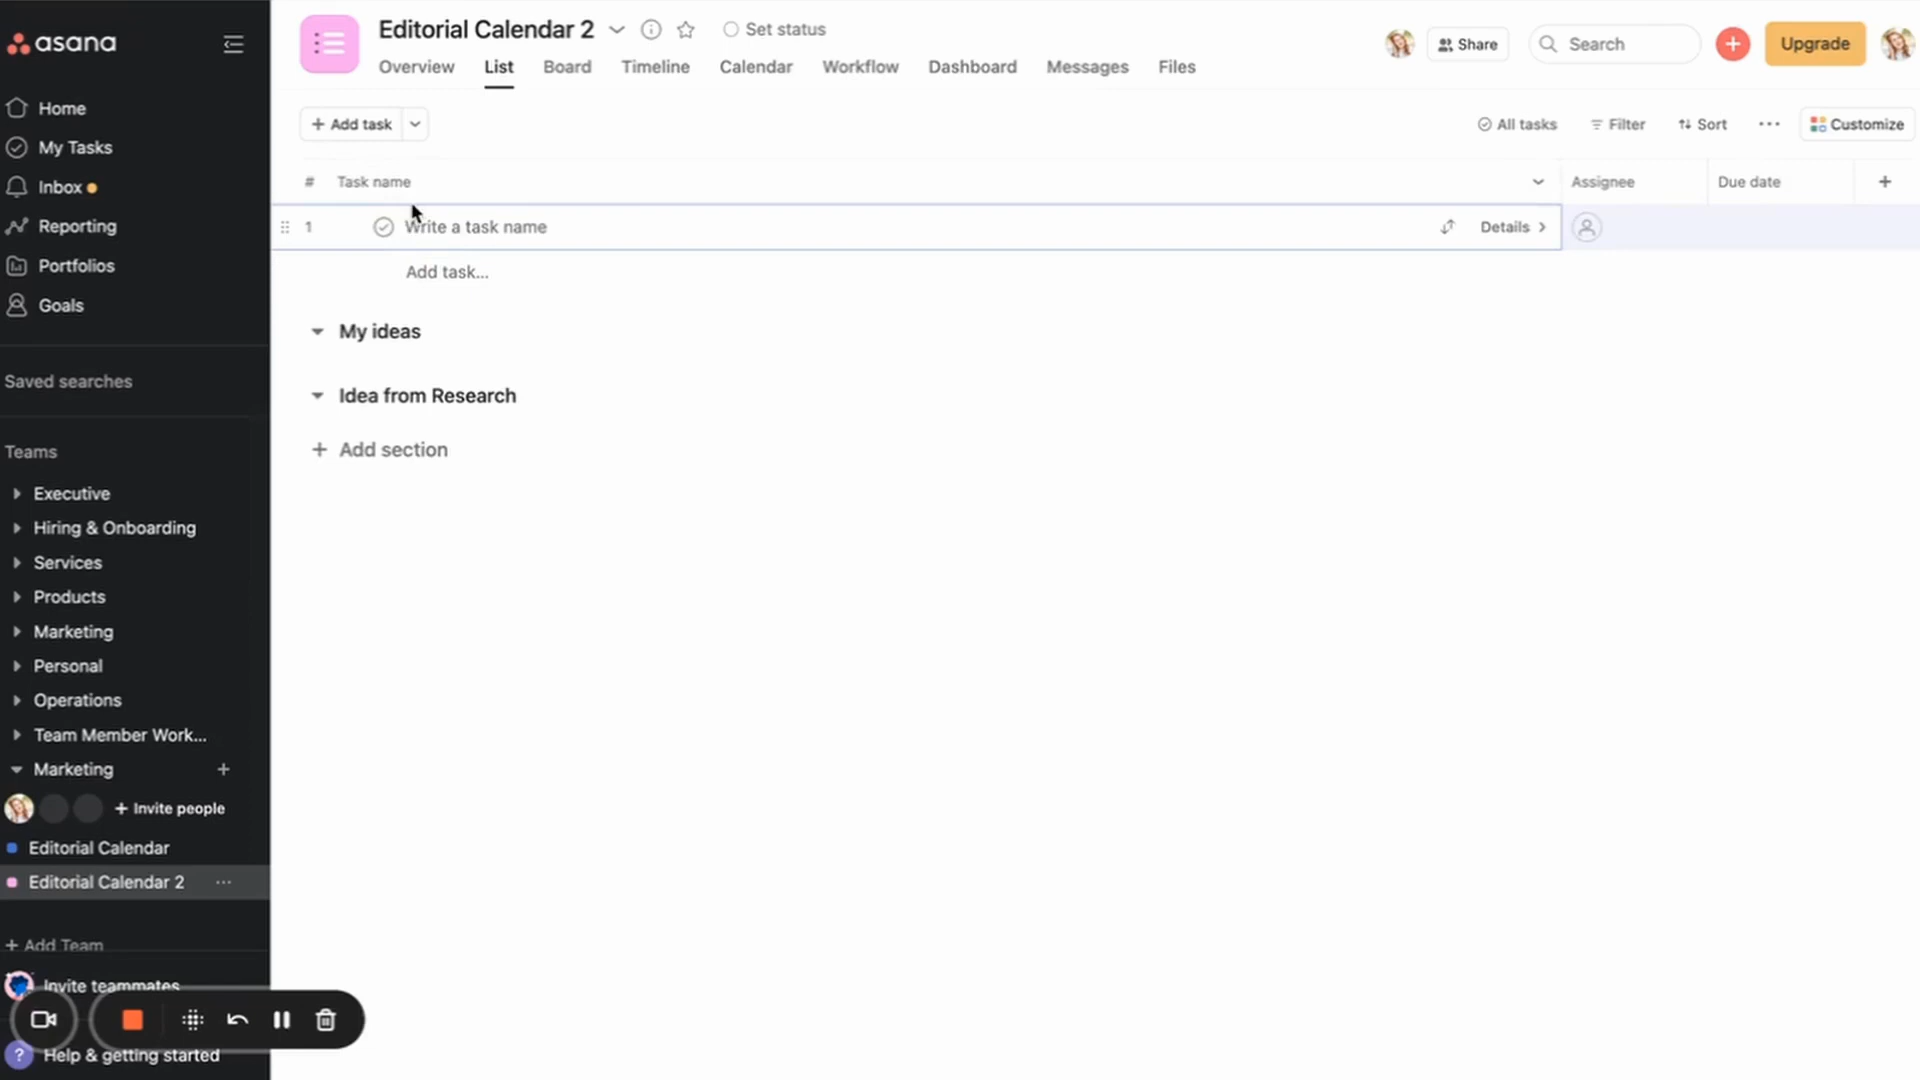 asana
Home
My Tasks
Inbox
Reporting
Portfolios
Goals
Saved searches
Teams
Executive
Hiring & Onboarding
Services
Products
Marketing
Personal
Operations
Team Member Work...
Marketing +
+ Invite people
Editorial Calendar
Editorial Calendar 2 ...
+ Add Team
Invite teammates
? Help & getting started
Editorial Calendar 2
Set status
Overview List Board Timeline Calendar Workflow Dashboard Messages Files
Share
Search
+
Upgrade
+ Add task
All tasks
Filter
Sort
...
Customize
# Task name Assignee Due date +
1 Write a task name Details >
Add task...
My ideas
Idea from Research
+ Add section